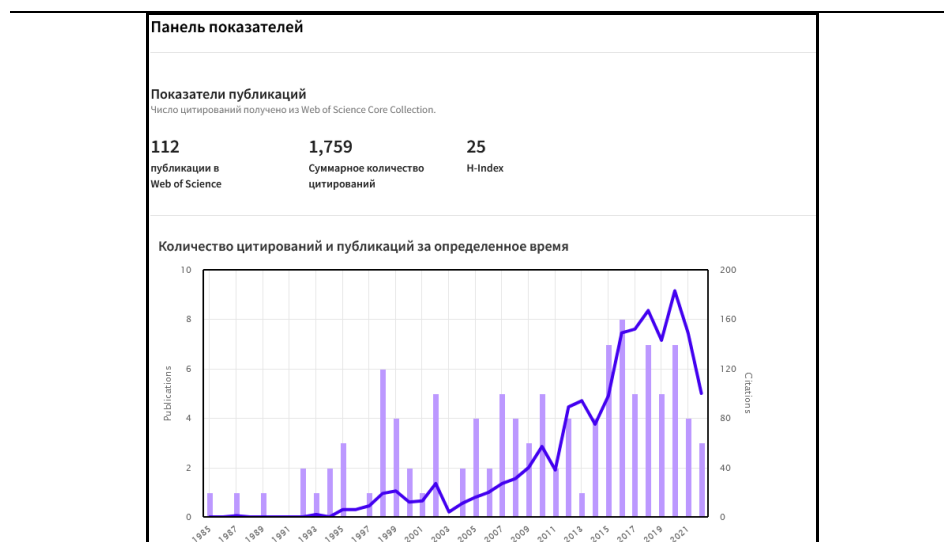 Панель показателей
Показатели публикаций
Число цитирований получено из Web of Science Core Collection.
112 1,759 25
публикации в Суммарное количество H-Index
Web of Science цитирований
Количество цитирований и публикаций за определенное время
10 200
8 160
6 120
Publications Citations
4 80
2 40
0 0
1985 1987 1989 1991 1993 1995 1997 1999 2001 2003 2005 2007 2009 2011 2013 2015 2017 2019 2021